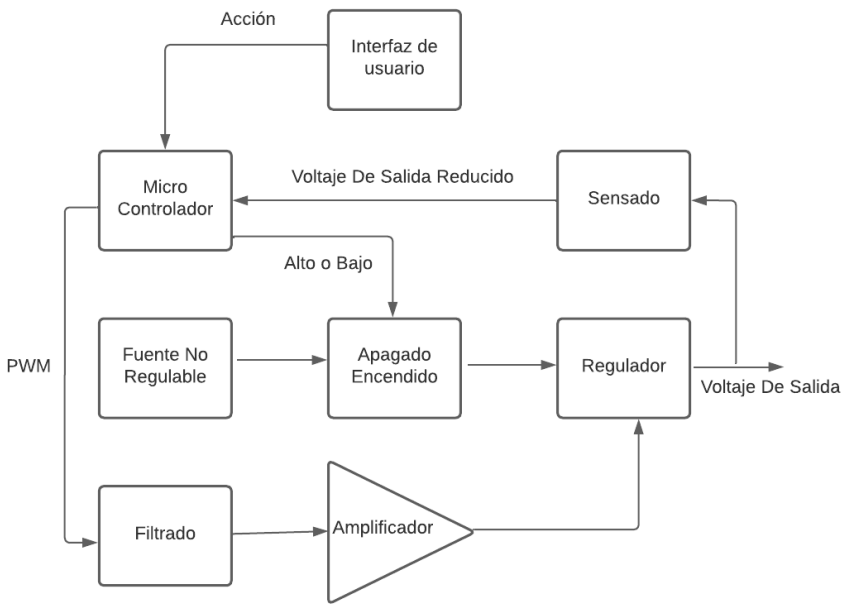 Acción
Interfaz de
usuario
Micro
Controlador
Voltaje De Salida Reducido
Sensado
Alto o Bajo
PWM
Fuente No
Regulable
Apagado
Encendido
Regulador
Voltaje De Salida
Filtrado
Amplificador